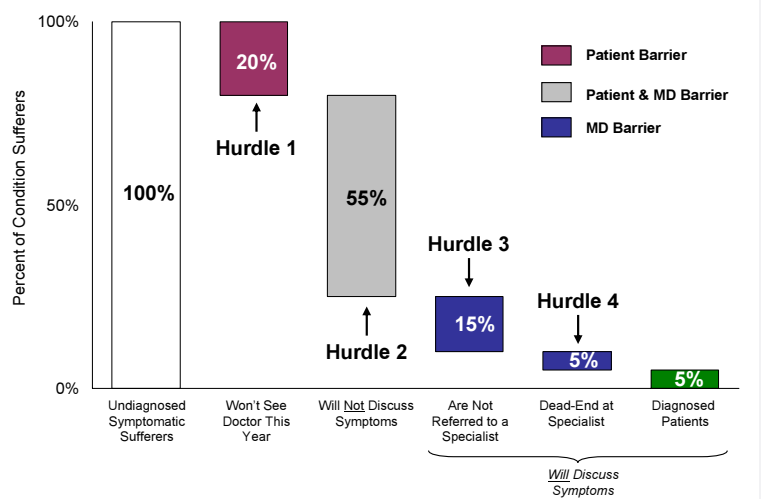 100%
20%
Patient Barrier
Patient & MD Barrier
MD Barrier
Hurdle 1
Percent of Condition Sufferers
100%
55%
50%
Hurdle 3
Hurdle 4
15%
Hurdle 2
5%
5%
0%
Undiagnosed
Symptomatic
Sufferers
Won't See
Doctor This
Year
Will Not Discuss
Symptoms
Are Not
Referred to a
Specialist
Dead-End at
Specialist
Diagnosed
Patients
Will Discuss
Symptoms